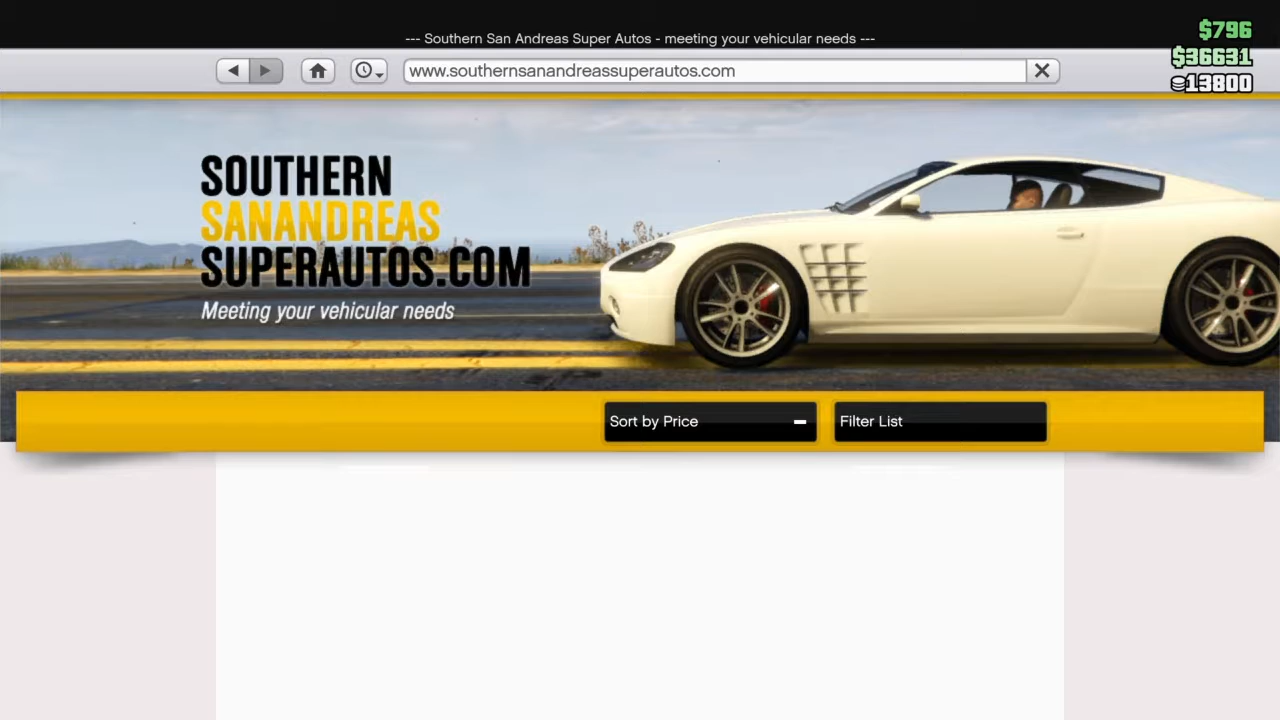 --- Southern San Andreas Super Autos - meeting your vehicular needs ---
$796
$36631
13800
www.southernsanandreassuperautos.com
SOUTHERN
SANANDREAS
SUPERAUTOS.COM
Meeting your vehicular needs
Sort by Price
Filter List